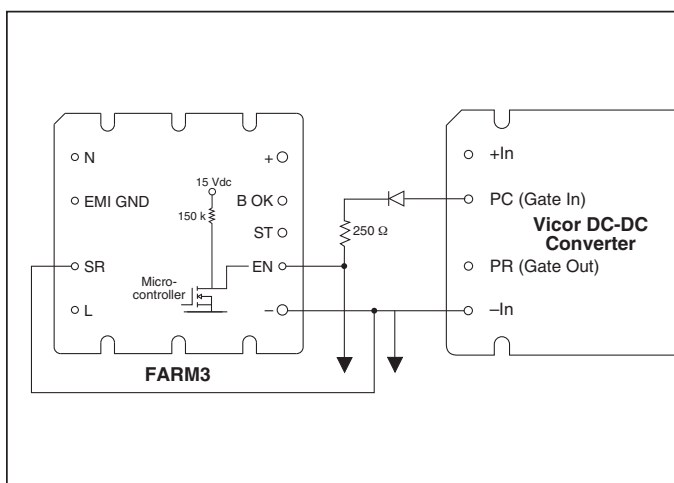 N
EMI GND
SR
L
15 Vdc
150 k
Micro-
controller
+
B OK
ST
EN
–
FARM3
250 Ω
+In
PC (Gate In)
Vicor DC-DC
Converter
PR (Gate Out)
–In